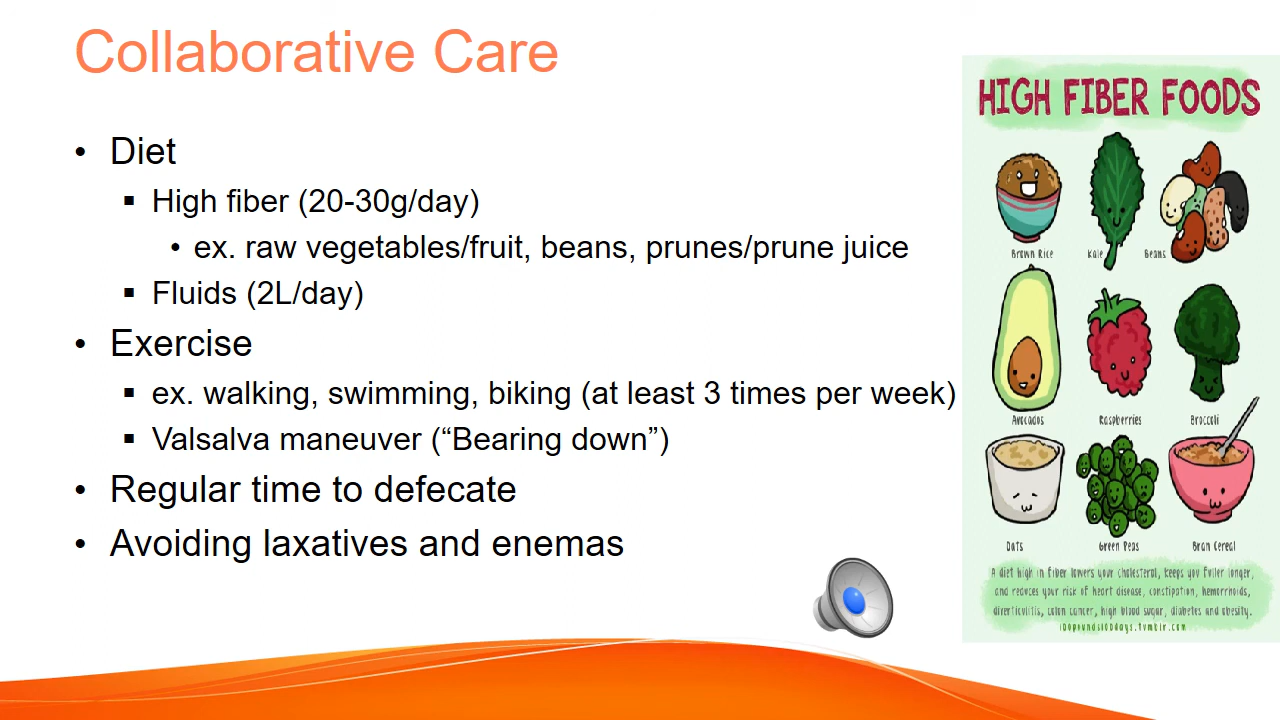 Collaborative Care
• Diet
▪ High fiber (20-30g/day)
• ex. raw vegetables/fruit, beans, prunes/prune juice
▪ Fluids (2L/day)
• Exercise
▪ ex. walking, swimming, biking (at least 3 times per week)
▪ Valsalva maneuver (“Bearing down”)
• Regular time to defecate
• Avoiding laxatives and enemas
HIGH FIBER FOODS
Brown Rice
Kale
Beans
Avocados
Raspberries
Broccoli
Oats
Green Peas
Bran Cereal
A diet high in fiber lowers your cholesterol, keeps you fuller longer,
and reduces your risk of heart disease, constipation, hemorrhoids,
diverticulitis, colon cancer, high blood sugar, diabetes and obesity.
100pounds100days.tumblr.com